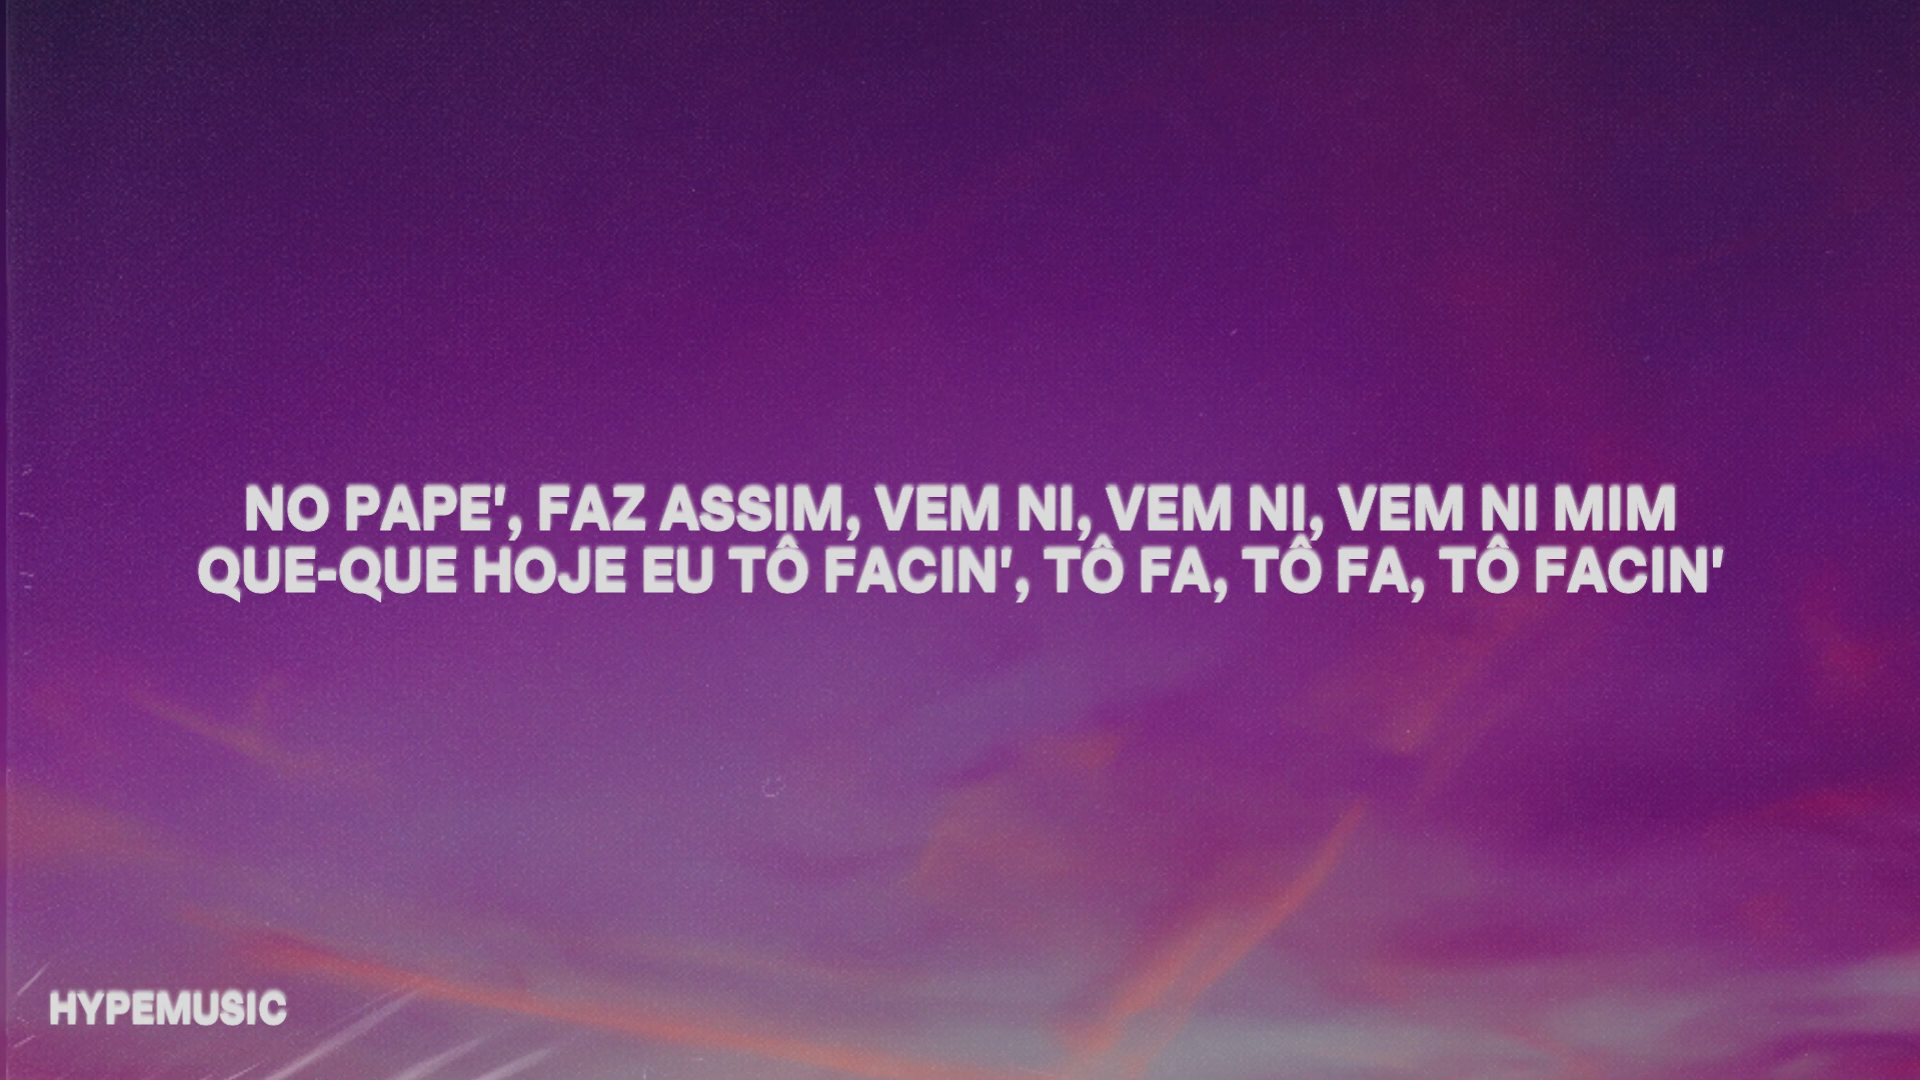 NO PAPE', FAZ ASSIM, VEM NI, VEM NI, VEM NI MIM
QUE-QUE HOJE EU TÔ FACIN', TÔ FA, TÔ FA, TÔ FACIN'
HYPEMUSIC